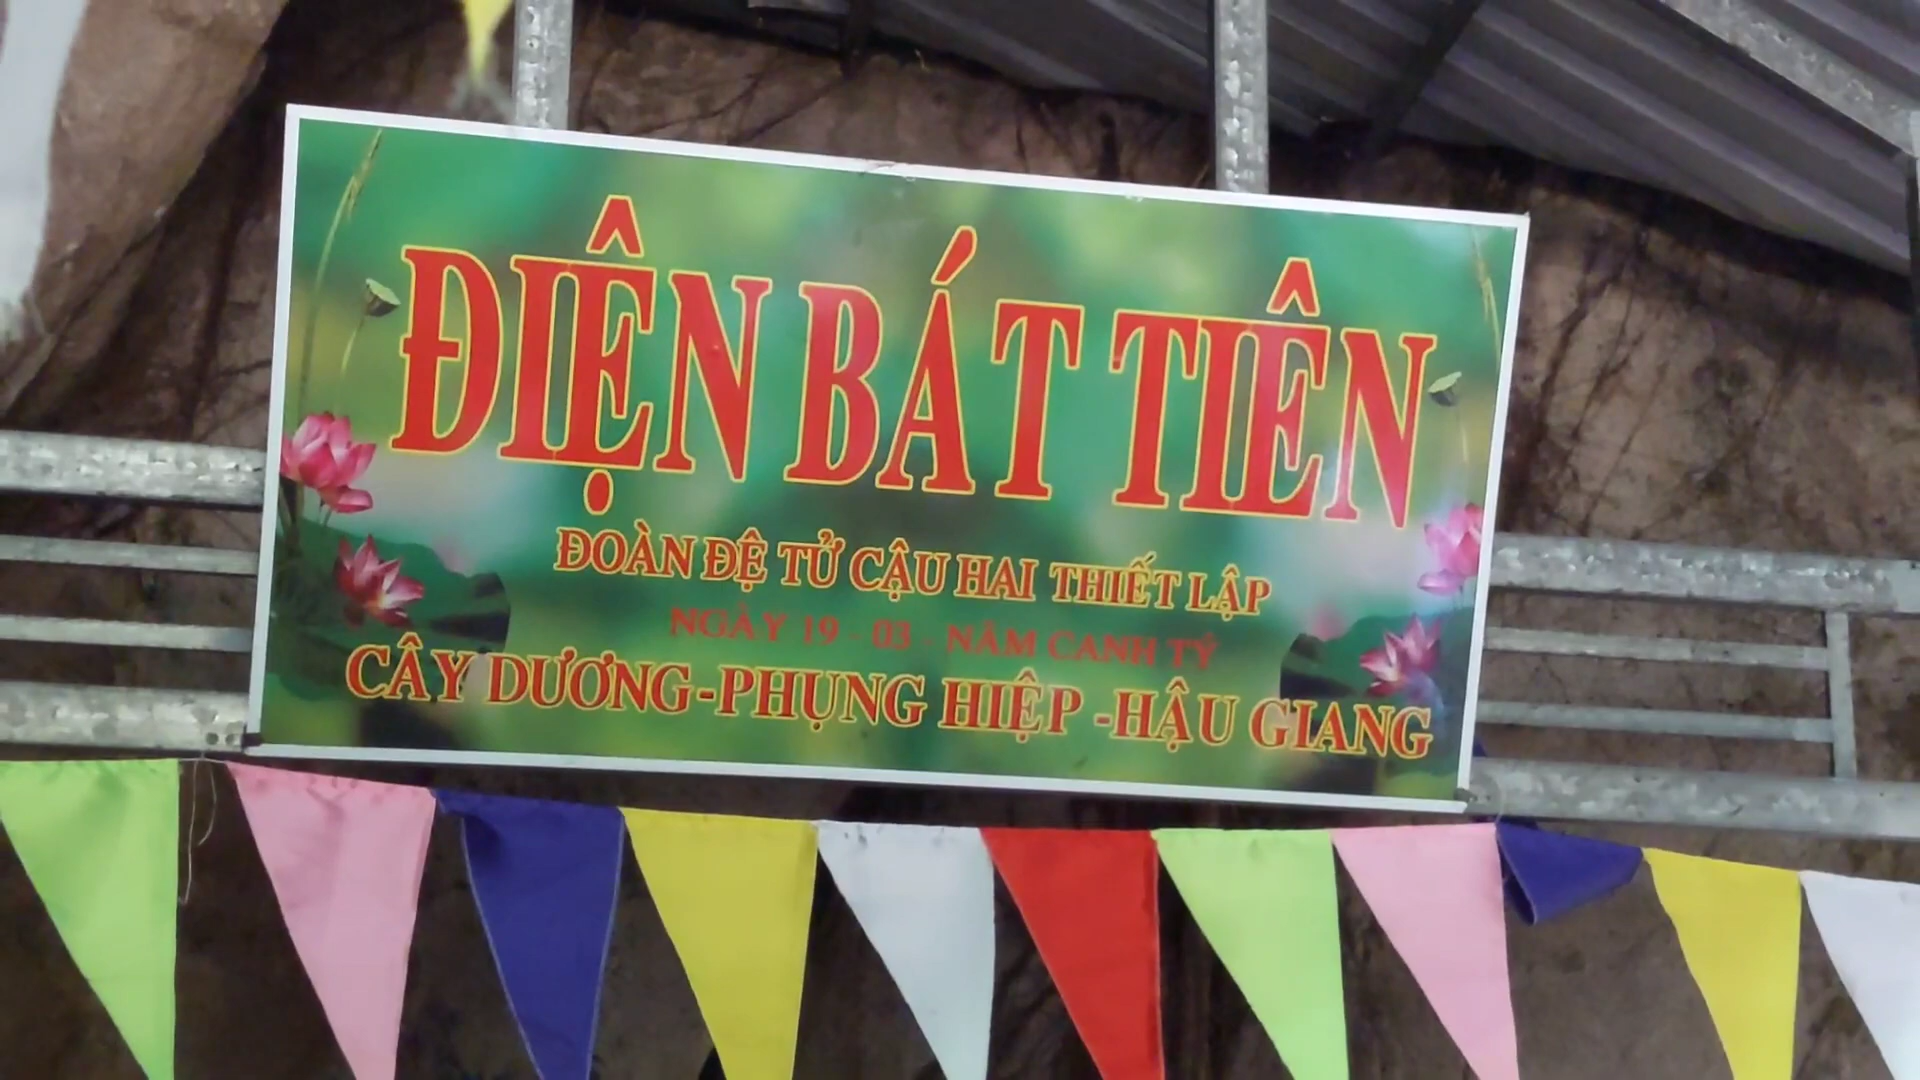 ĐIỆN BÁT TIÊN
ĐOÀN ĐỆ TỬ CẬU HAI THIẾT LẬP
NGÀY 19 - 03 - NĂM CANH TÝ
CÂY DƯƠNG-PHỤNG HIỆP -HẬU GIANG